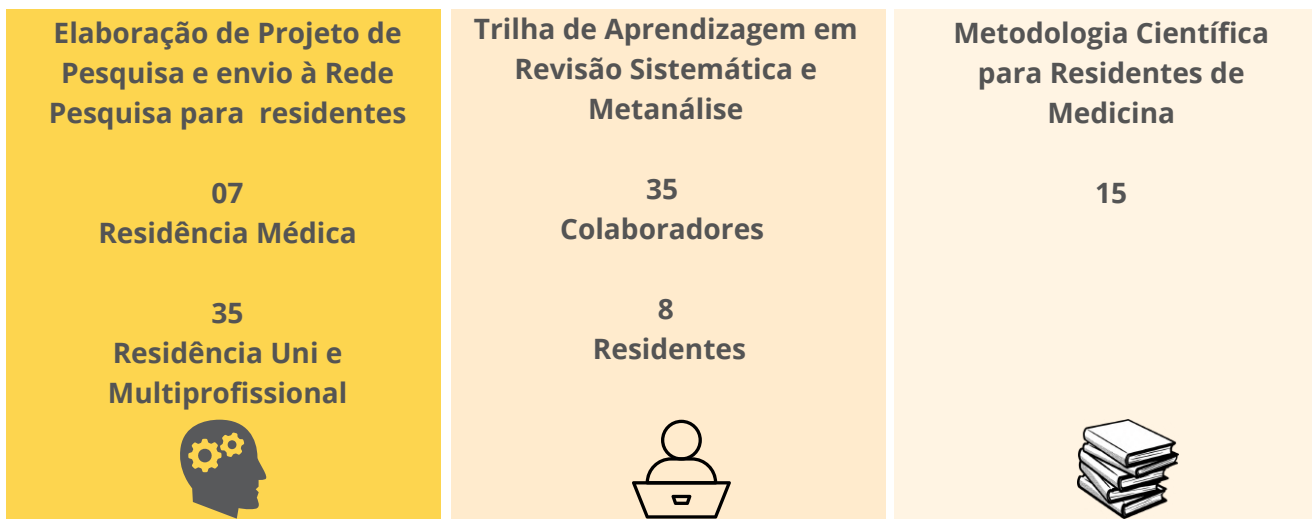 Elaboração de Projeto de
Pesquisa e envio à Rede
Pesquisa para residentes
07
Residência Médica
35
Residência Uni e
Multiprofissional
Trilha de Aprendizagem em
Revisão Sistemática e
Metanálise
35
Colaboradores
8
Residentes
Metodologia Científica
para Residentes de
Medicina
15